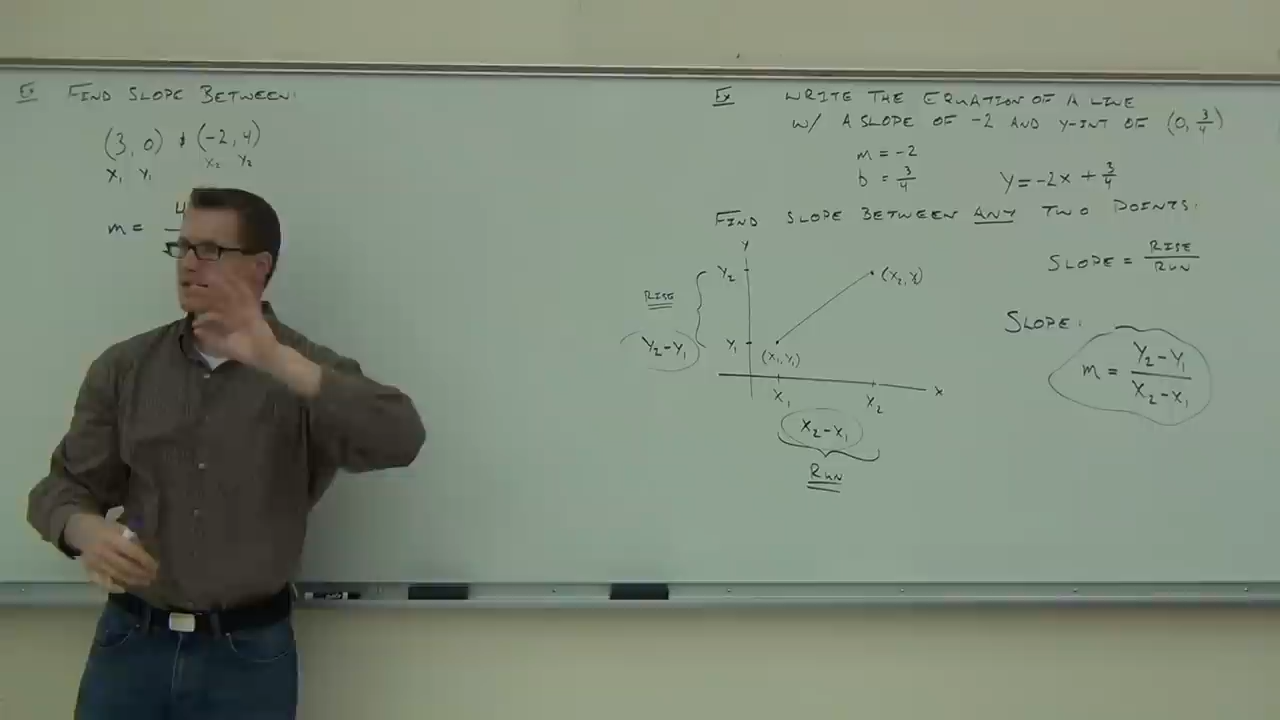 Ex FIND SLOPE BETWEEN:
(3, 0) & (-2, 4)
X₁ Y₁ X₂ Y₂
m = 4
Ex WRITE THE EQUATION OF A LINE
W/ A SLOPE OF -2 AND Y-INT OF (0, 3/4)
m = -2
b = 3/4
Y = -2x + 3/4
FIND SLOPE BETWEEN ANY TWO POINTS:
SLOPE = RISE/RUN
Y
Y₂
(X₂, Y₂)
RISE
Y₂-Y₁
Y₁
(X₁, Y₁)
X
X₁ X₂
X₂-X₁
RUN
SLOPE:
m = Y₂-Y₁/X₂-X₁